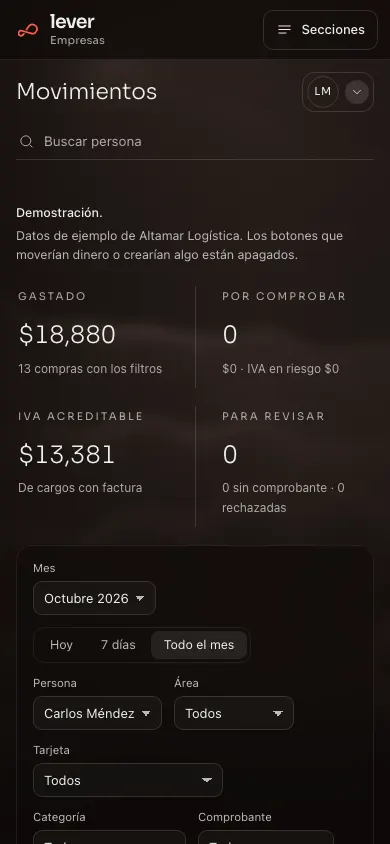 lever
Empresas
Secciones
Movimientos
LM
Buscar persona
Demostración.
Datos de ejemplo de Altamar Logística. Los botones que
moverían dinero o crearían algo están apagados.
GASTADO
$18,880
13 compras con los filtros
POR COMPROBAR
0
$0 · IVA en riesgo $0
IVA ACREDITABLE
$13,381
De cargos con factura
PARA REVISAR
0
0 sin comprobante · 0
rechazadas
Mes
Octubre 2026
Hoy
7 días
Todo el mes
Persona
Área
Carlos Méndez
Todos
Tarjeta
Todos
Categoría
Comprobante